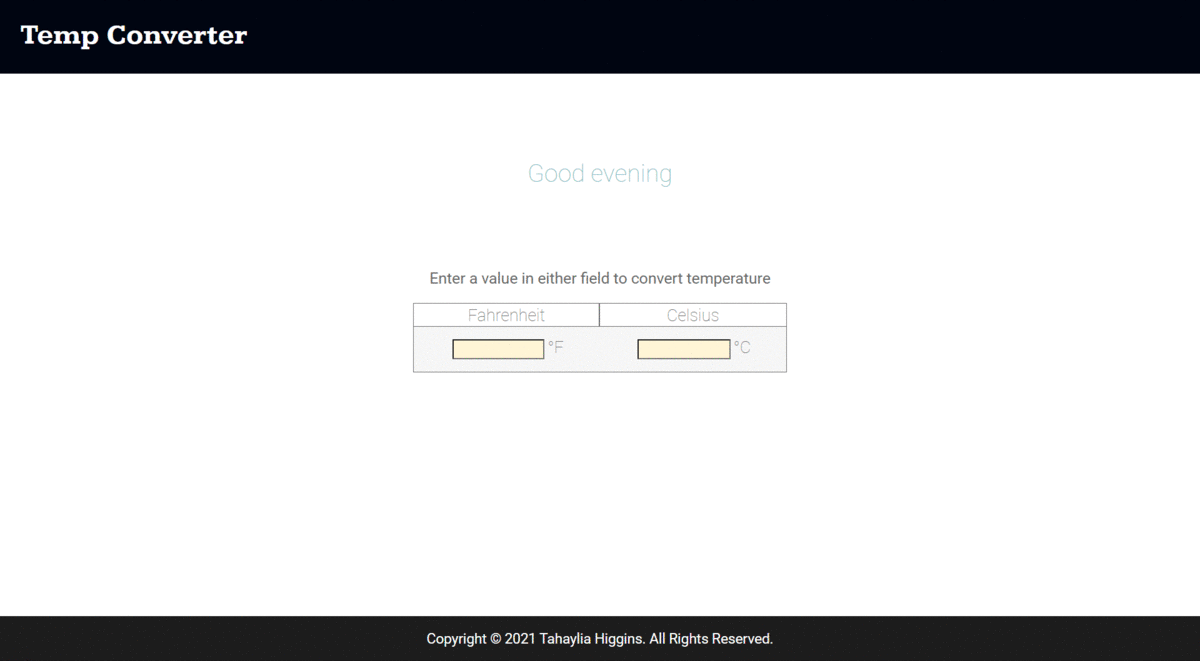 Temp Converter
Good evening
Enter a value in either field to convert temperature
Fahrenheit Celsius
°F °C
Copyright © 2021 Tahaylia Higgins. All Rights Reserved.